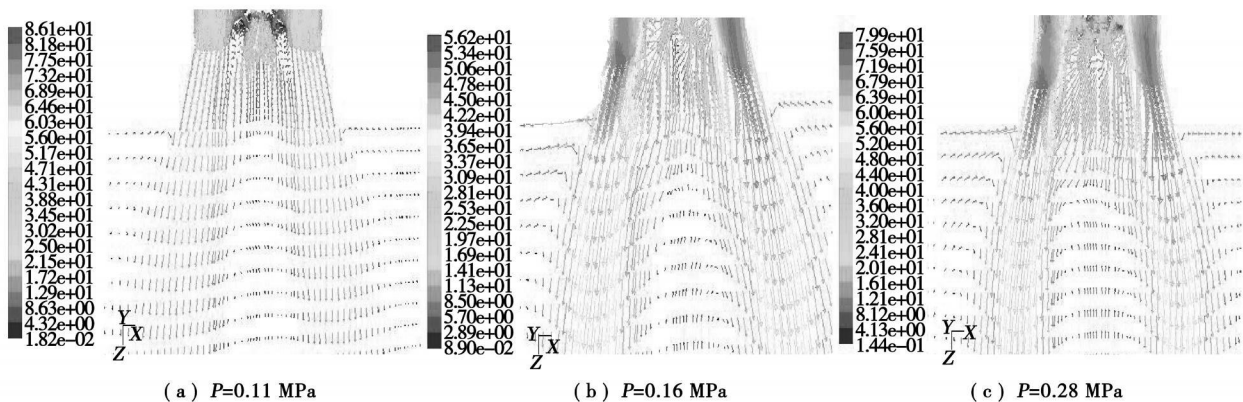 8.61e+01
8.18e+01
7.75e+01
7.32e+01
6.89e+01
6.46e+01
6.03e+01
5.60e+01
5.17e+01
4.71e+01
4.31e+01
3.88e+01
3.45e+01
3.02e+01
2.50e+01
2.15e+01
1.72e+01
1.29e+01
8.63e+00
4.32e+00
1.82e-02
Y
X
Z
(a) P=0.11 MPa
5.62e+01
5.34e+01
5.06e+01
4.78e+01
4.50e+01
4.22e+01
3.94e+01
3.65e+01
3.37e+01
3.09e+01
2.81e+01
2.53e+01
2.25e+01
1.97e+01
1.69e+01
1.41e+01
1.13e+01
8.50e+00
5.70e+00
2.89e+00
8.90e-02
Y
X
Z
(b) P=0.16 MPa
7.99e+01
7.59e+01
7.19e+01
6.79e+01
6.39e+01
6.00e+01
5.60e+01
5.20e+01
4.80e+01
4.40e+01
4.00e+01
3.60e+01
3.20e+01
2.81e+01
2.41e+01
2.01e+01
1.61e+01
1.21e+01
8.12e+00
4.13e+00
1.44e-01
Y
X
Z
(c) P=0.28 MPa